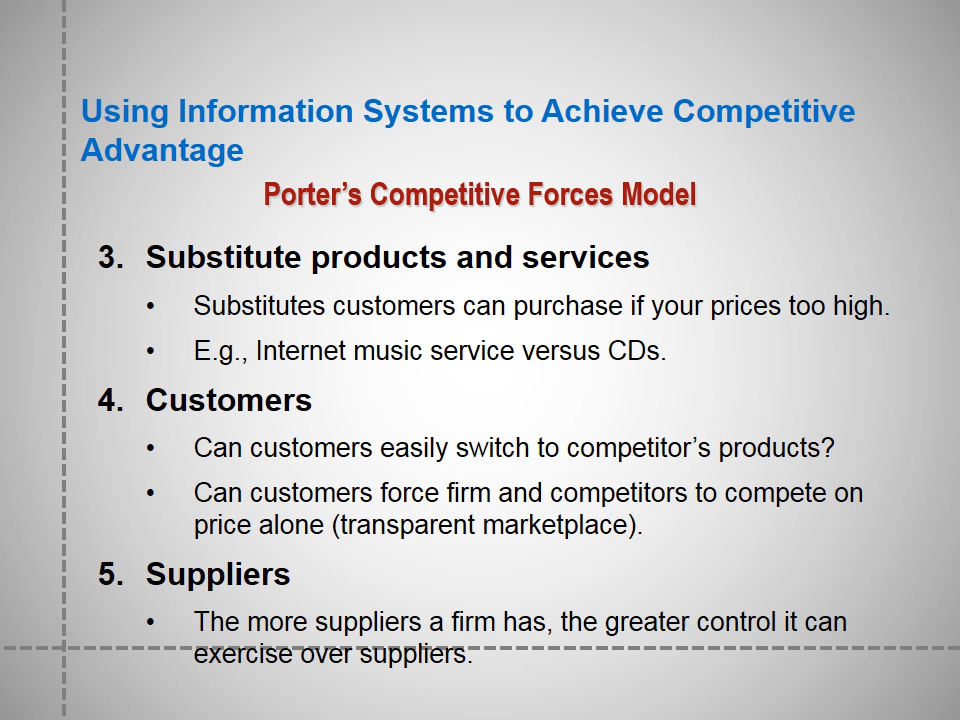 Using Information Systems to Achieve Competitive
Advantage
Porter’s Competitive Forces Model
3. Substitute products and services
• Substitutes customers can purchase if your prices too high.
• E.g., Internet music service versus CDs.
4. Customers
• Can customers easily switch to competitor’s products?
• Can customers force firm and competitors to compete on
price alone (transparent marketplace).
5. Suppliers
• The more suppliers a firm has, the greater control it can
exercise over suppliers.